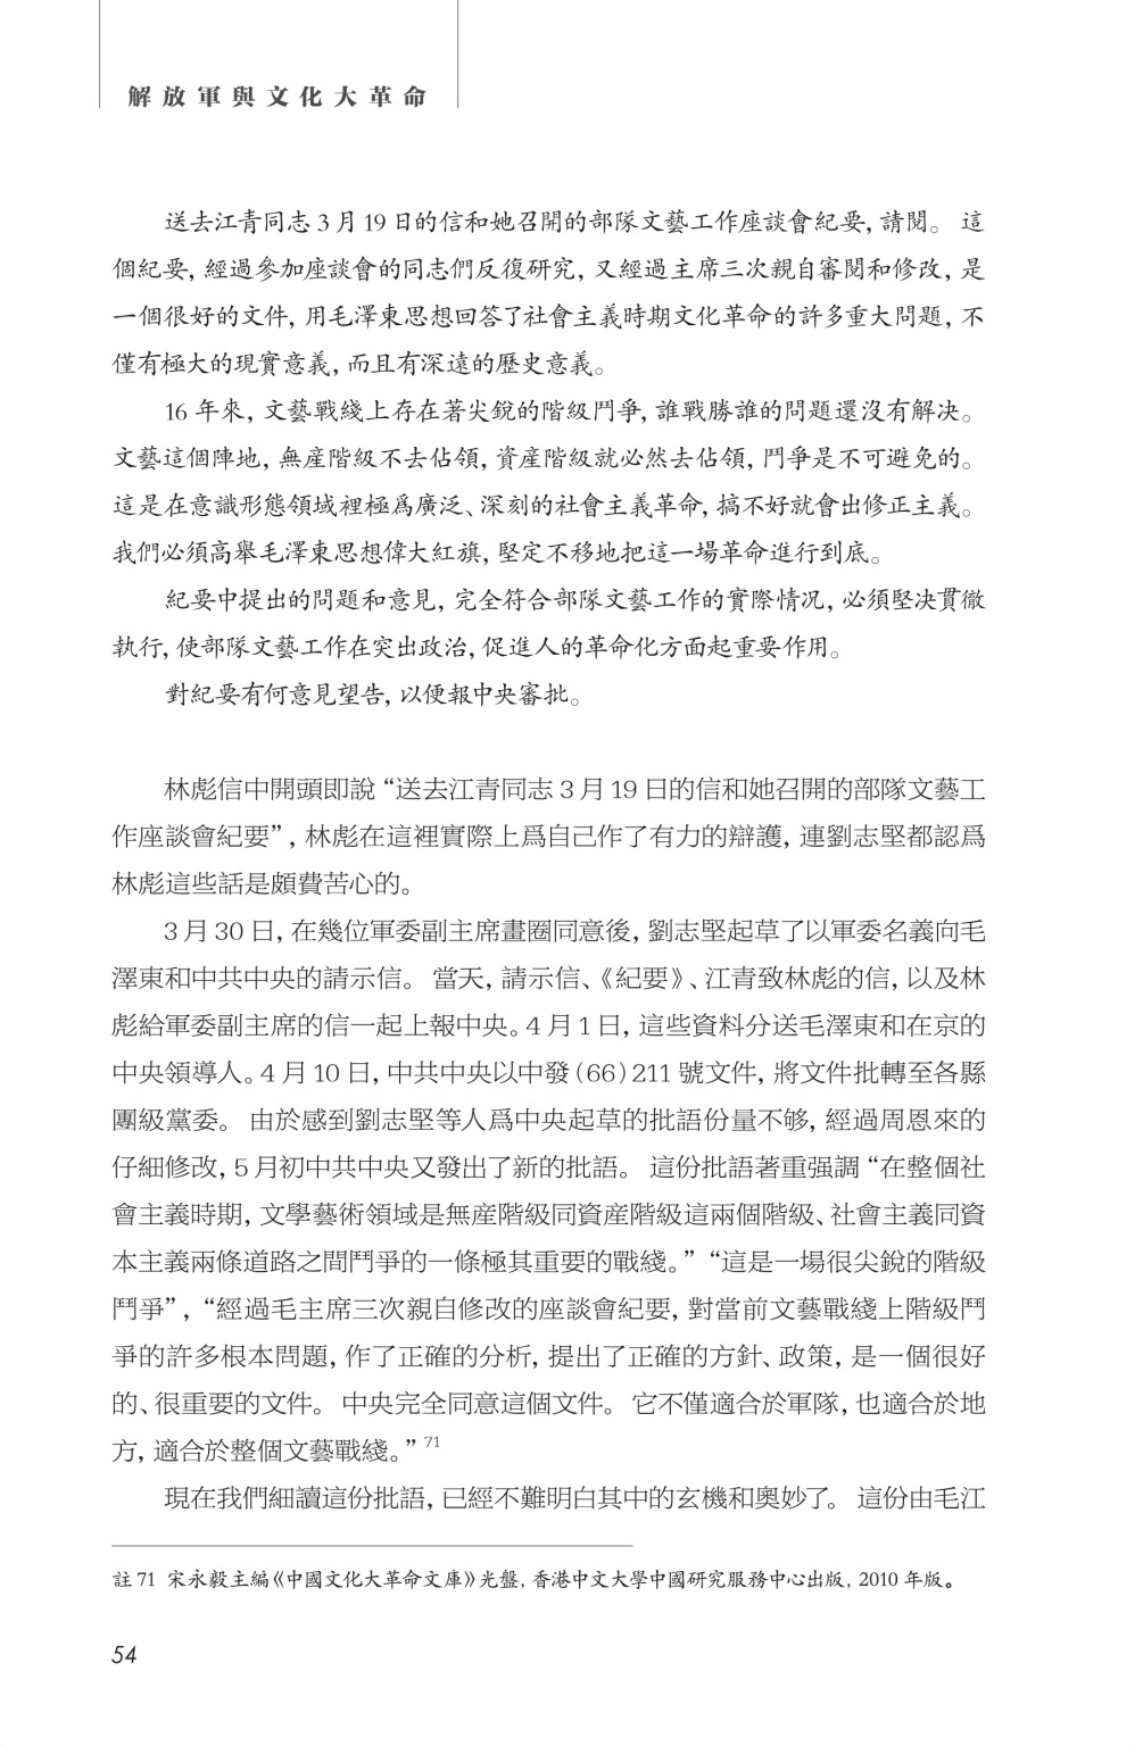 解放軍與文化大革命
送去江青同志 3 月 19 日的信和她召開的部隊文藝工作座談會紀要, 請閱。 這
個紀要, 經過參加座談會的同志們反復研究, 又經過主席三次親自審閱和修改, 是
一個很好的文件, 用毛澤東思想回答了社會主義時期文化革命的許多重大問題, 不
僅有極大的現實意義, 而且有深遠的歷史意義。
16 年來, 文藝戰綫上存在著尖銳的階級鬥爭, 誰戰勝誰的問題還沒有解决。
文藝這個陣地, 無産階級不去佔領, 資産階級就必然去佔領, 鬥爭是不可避免的。
這是在意識形態領域裡極爲廣泛、深刻的社會主義革命, 搞不好就會出修正主義。
我們必須高舉毛澤東思想偉大紅旗, 堅定不移地把這一場革命進行到底。
紀要中提出的問題和意見, 完全符合部隊文藝工作的實際情况, 必須堅决貫徹
執行, 使部隊文藝工作在突出政治, 促進人的革命化方面起重要作用。
對紀要有何意見望告, 以便報中央審批。
林彪信中開頭即說 “送去江青同志 3 月 19 日的信和她召開的部隊文藝工
作座談會紀要”, 林彪在這裡實際上爲自己作了有力的辯護, 連劉志堅都認爲
林彪這些話是頗費苦心的。
3 月 30 日, 在幾位軍委副主席畫圈同意後, 劉志堅起草了以軍委名義向毛
澤東和中共中央的請示信。 當天, 請示信、《紀要》、江青致林彪的信, 以及林
彪給軍委副主席的信一起上報中央。4 月 1 日, 這些資料分送毛澤東和在京的
中央領導人。4 月 10 日, 中共中央以中發 (66) 211 號文件, 將文件批轉至各縣
團級黨委。 由於感到劉志堅等人爲中央起草的批語份量不够, 經過周恩來的
仔細修改, 5 月初中共中央又發出了新的批語。 這份批語著重强調 “在整個社
會主義時期, 文學藝術領域是無産階級同資産階級這兩個階級、社會主義同資
本主義兩條道路之間鬥爭的一條極其重要的戰綫。” “這是一場很尖銳的階級
鬥爭”, “經過毛主席三次親自修改的座談會紀要, 對當前文藝戰綫上階級鬥
爭的許多根本問題, 作了正確的分析, 提出了正確的方針、政策, 是一個很好
的、很重要的文件。 中央完全同意這個文件。 它不僅適合於軍隊, 也適合於地
方, 適合於整個文藝戰綫。” 71
現在我們細讀這份批語, 已經不難明白其中的玄機和奧妙了。 這份由毛江
註 71 宋永毅主編《中國文化大革命文庫》光盤, 香港中文大學中國研究服務中心出版, 2010 年版。
54